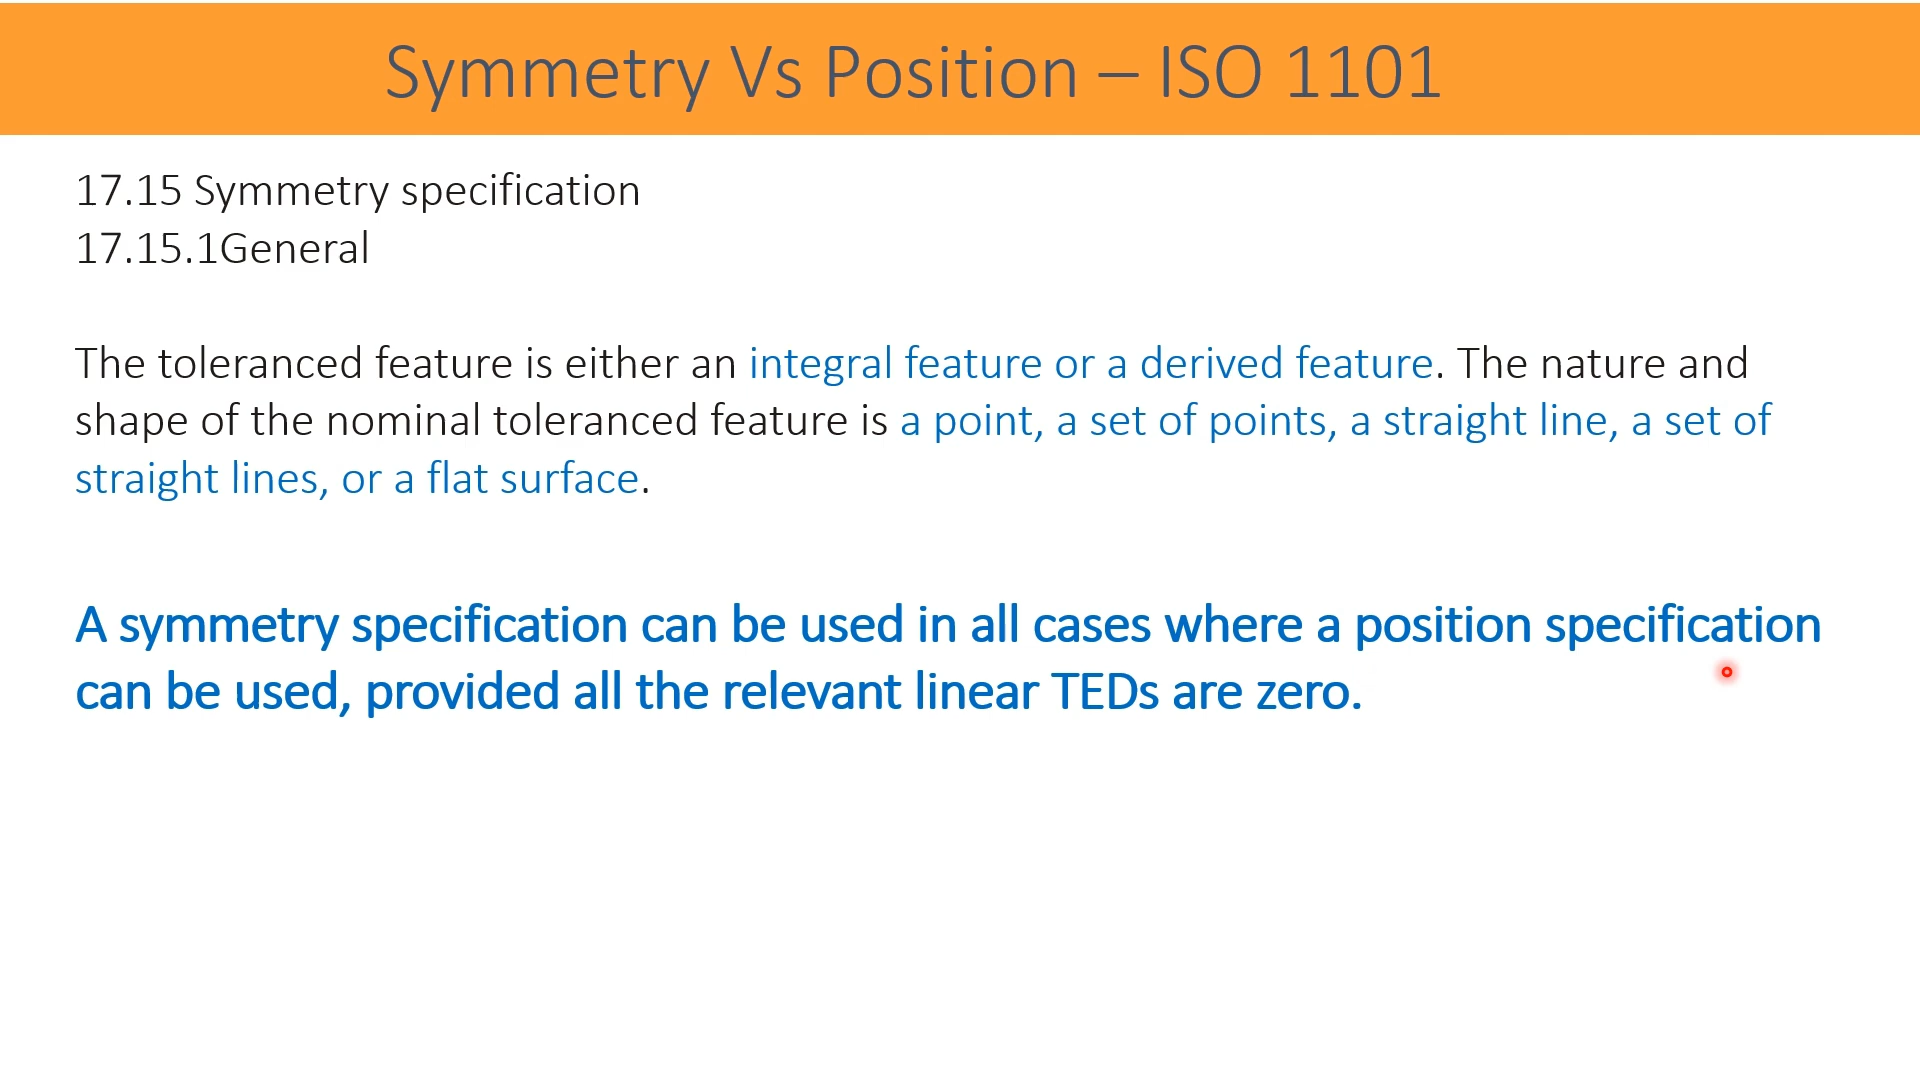 Symmetry Vs Position – ISO 1101
17.15 Symmetry specification
17.15.1General
The toleranced feature is either an integral feature or a derived feature. The nature and
shape of the nominal toleranced feature is a point, a set of points, a straight line, a set of
straight lines, or a flat surface.
A symmetry specification can be used in all cases where a position specification
can be used, provided all the relevant linear TEDs are zero.